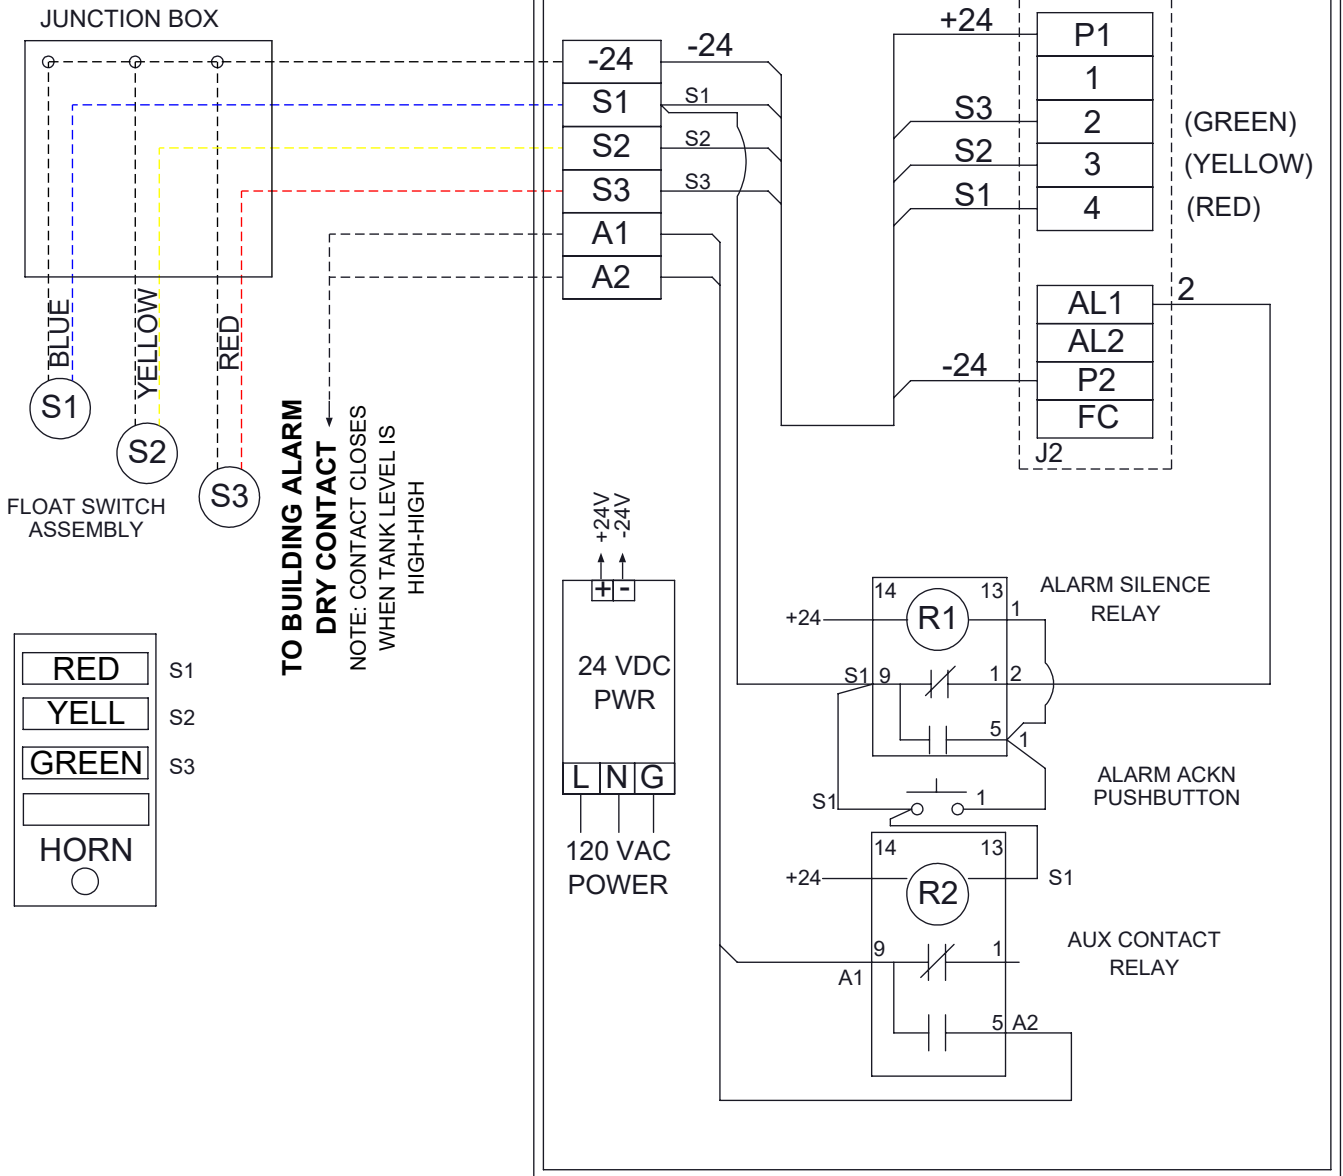 JUNCTION BOX
BLUE
YELLOW
RED
S1
S2
S3
FLOAT SWITCH
ASSEMBLY
TO BUILDING ALARM
DRY CONTACT
NOTE: CONTACT CLOSES
WHEN TANK LEVEL IS
HIGH-HIGH
RED S1
YELL S2
GREEN S3
HORN
-24 -24
S1 S1
S2 S2
S3 S3
A1
A2
+24 P1
1
S3 2 (GREEN)
S2 3 (YELLOW)
S1 4 (RED)
AL1 2
AL2
-24 P2
FC
J2
+24V
-24V
+ -
24 VDC
PWR
L N G
120 VAC
POWER
14 13
+24 R1 1
S1 9 1 2
5 1
ALARM SILENCE
RELAY
S1 1
ALARM ACKN
PUSHBUTTON
14 13
+24 R2 S1
9 1
A1
5 A2
AUX CONTACT
RELAY